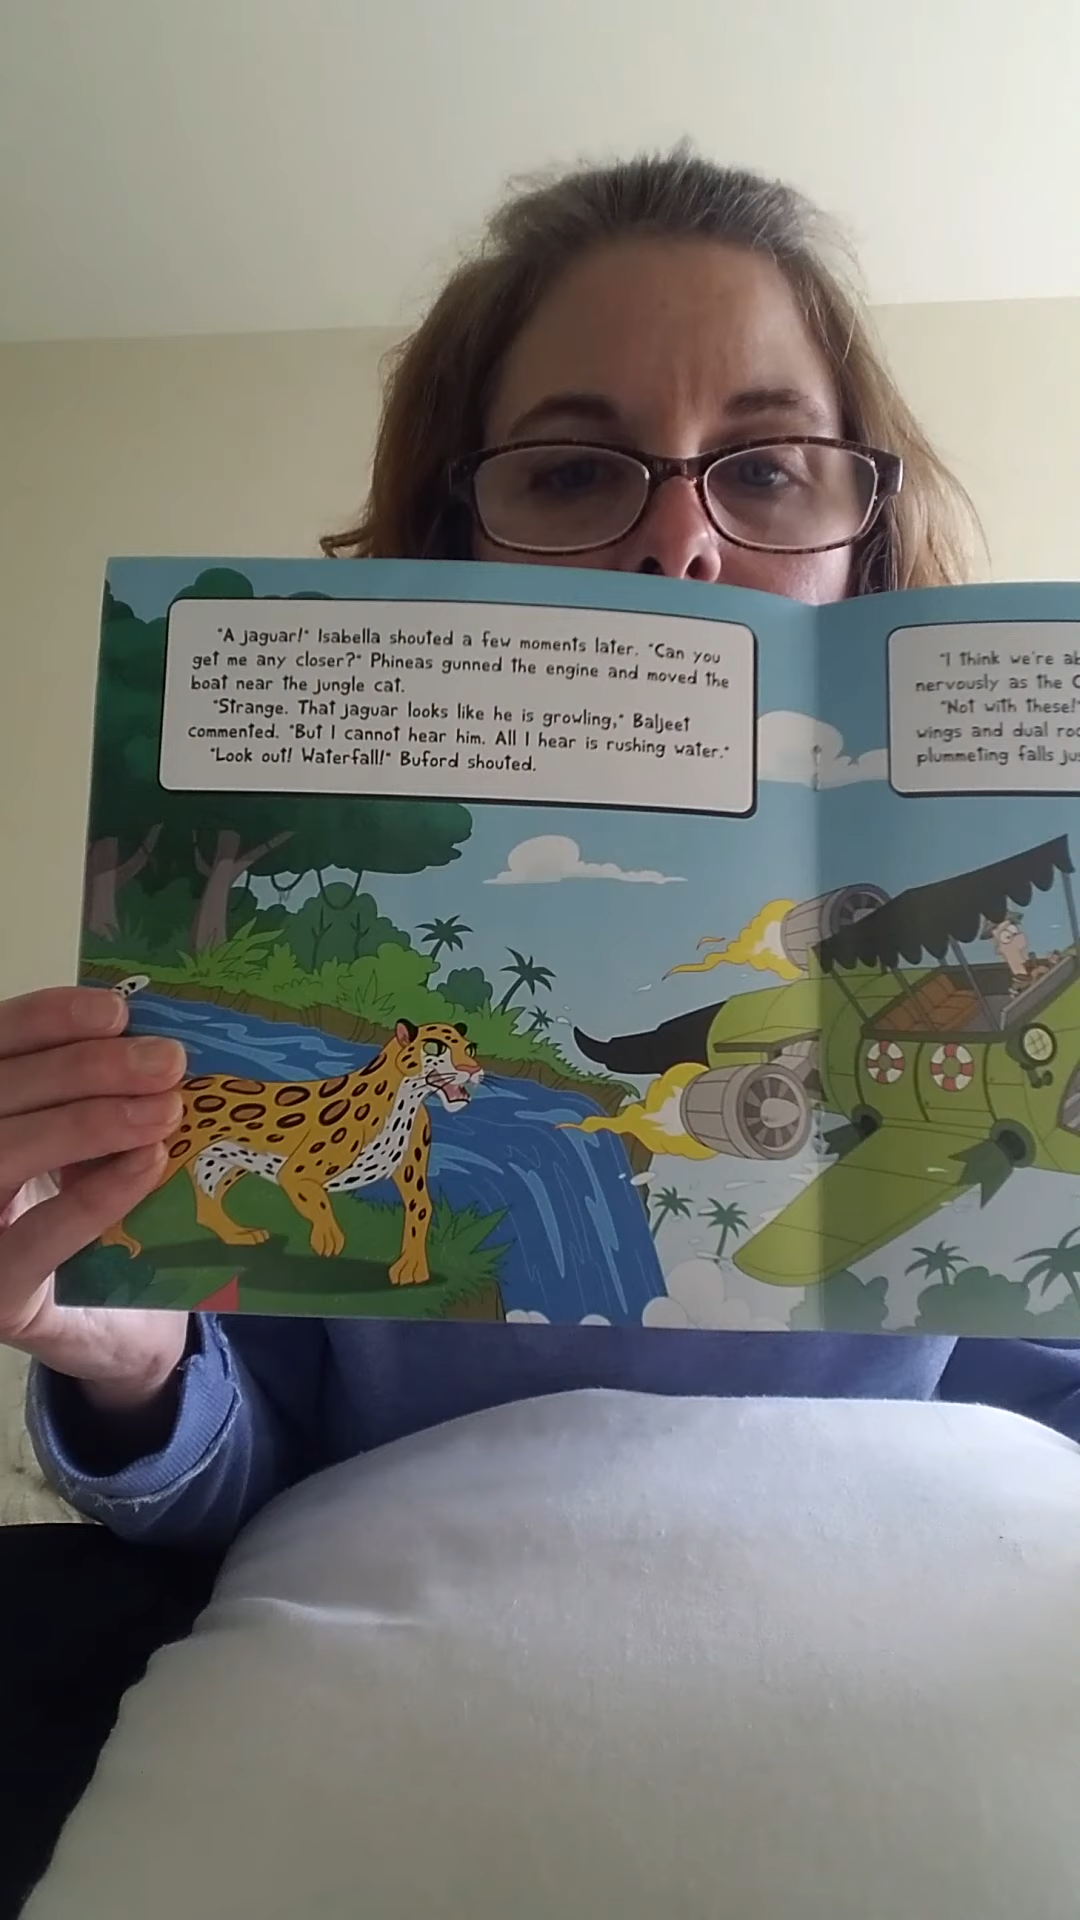 "A jaguar!" Isabella shouted a few moments later. "Can you
get me any closer?" Phineas gunned the engine and moved the
boat near the jungle cat.
"Strange. That jaguar looks like he is growling," Baljeet
commented. "But I cannot hear him. All I hear is rushing water."
"Look out! Waterfall!" Buford shouted.
"I think we're ab
nervously as the C
"Not with these!"
wings and dual roc
plummeting falls jus